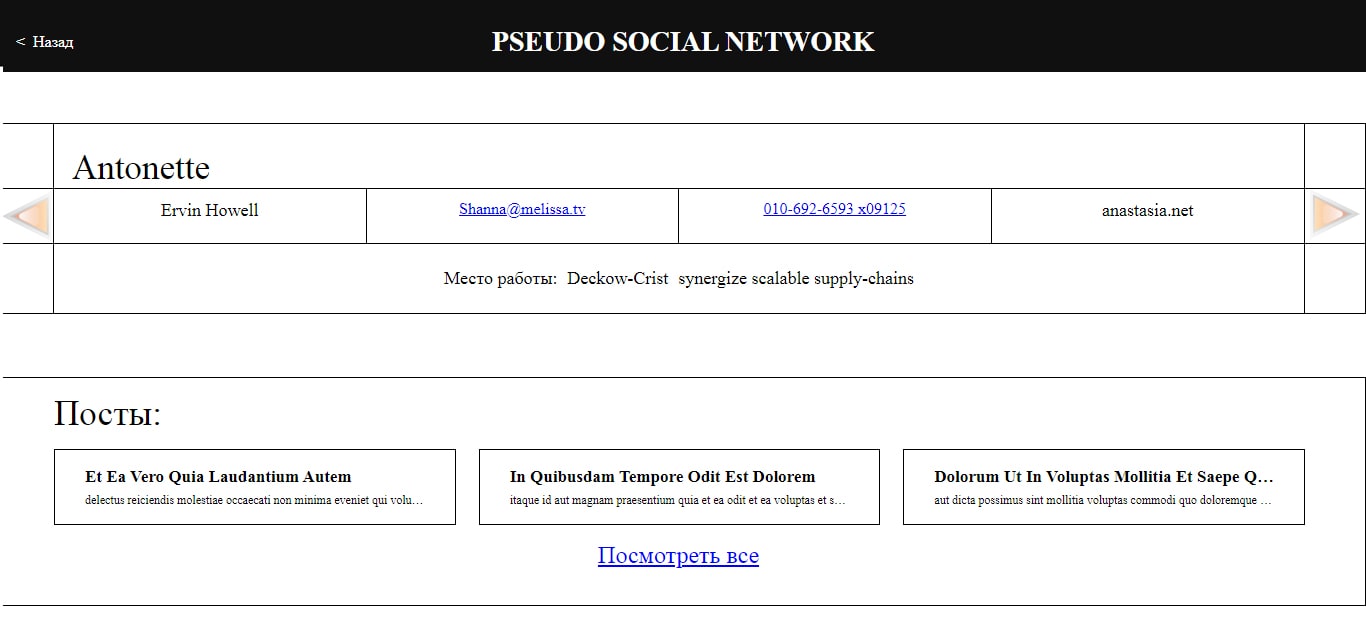 < Назад
PSEUDO SOCIAL NETWORK
Antonette
Ervin Howell
Shanna@melissa.tv
010-692-6593 x09125
anastasia.net
Место работы: Deckow-Crist synergize scalable supply-chains
Посты:
Et Ea Vero Quia Laudantium Autem
delectus reiciendis molestiae occaecati non minima eveniet qui volu…
In Quibusdam Tempore Odit Est Dolorem
itaque id aut magnam praesentium quia et ea odit et ea voluptas et s…
Dolorum Ut In Voluptas Mollitia Et Saepe Q…
aut dicta possimus sint mollitia voluptas commodi quo doloremque …
Посмотреть все